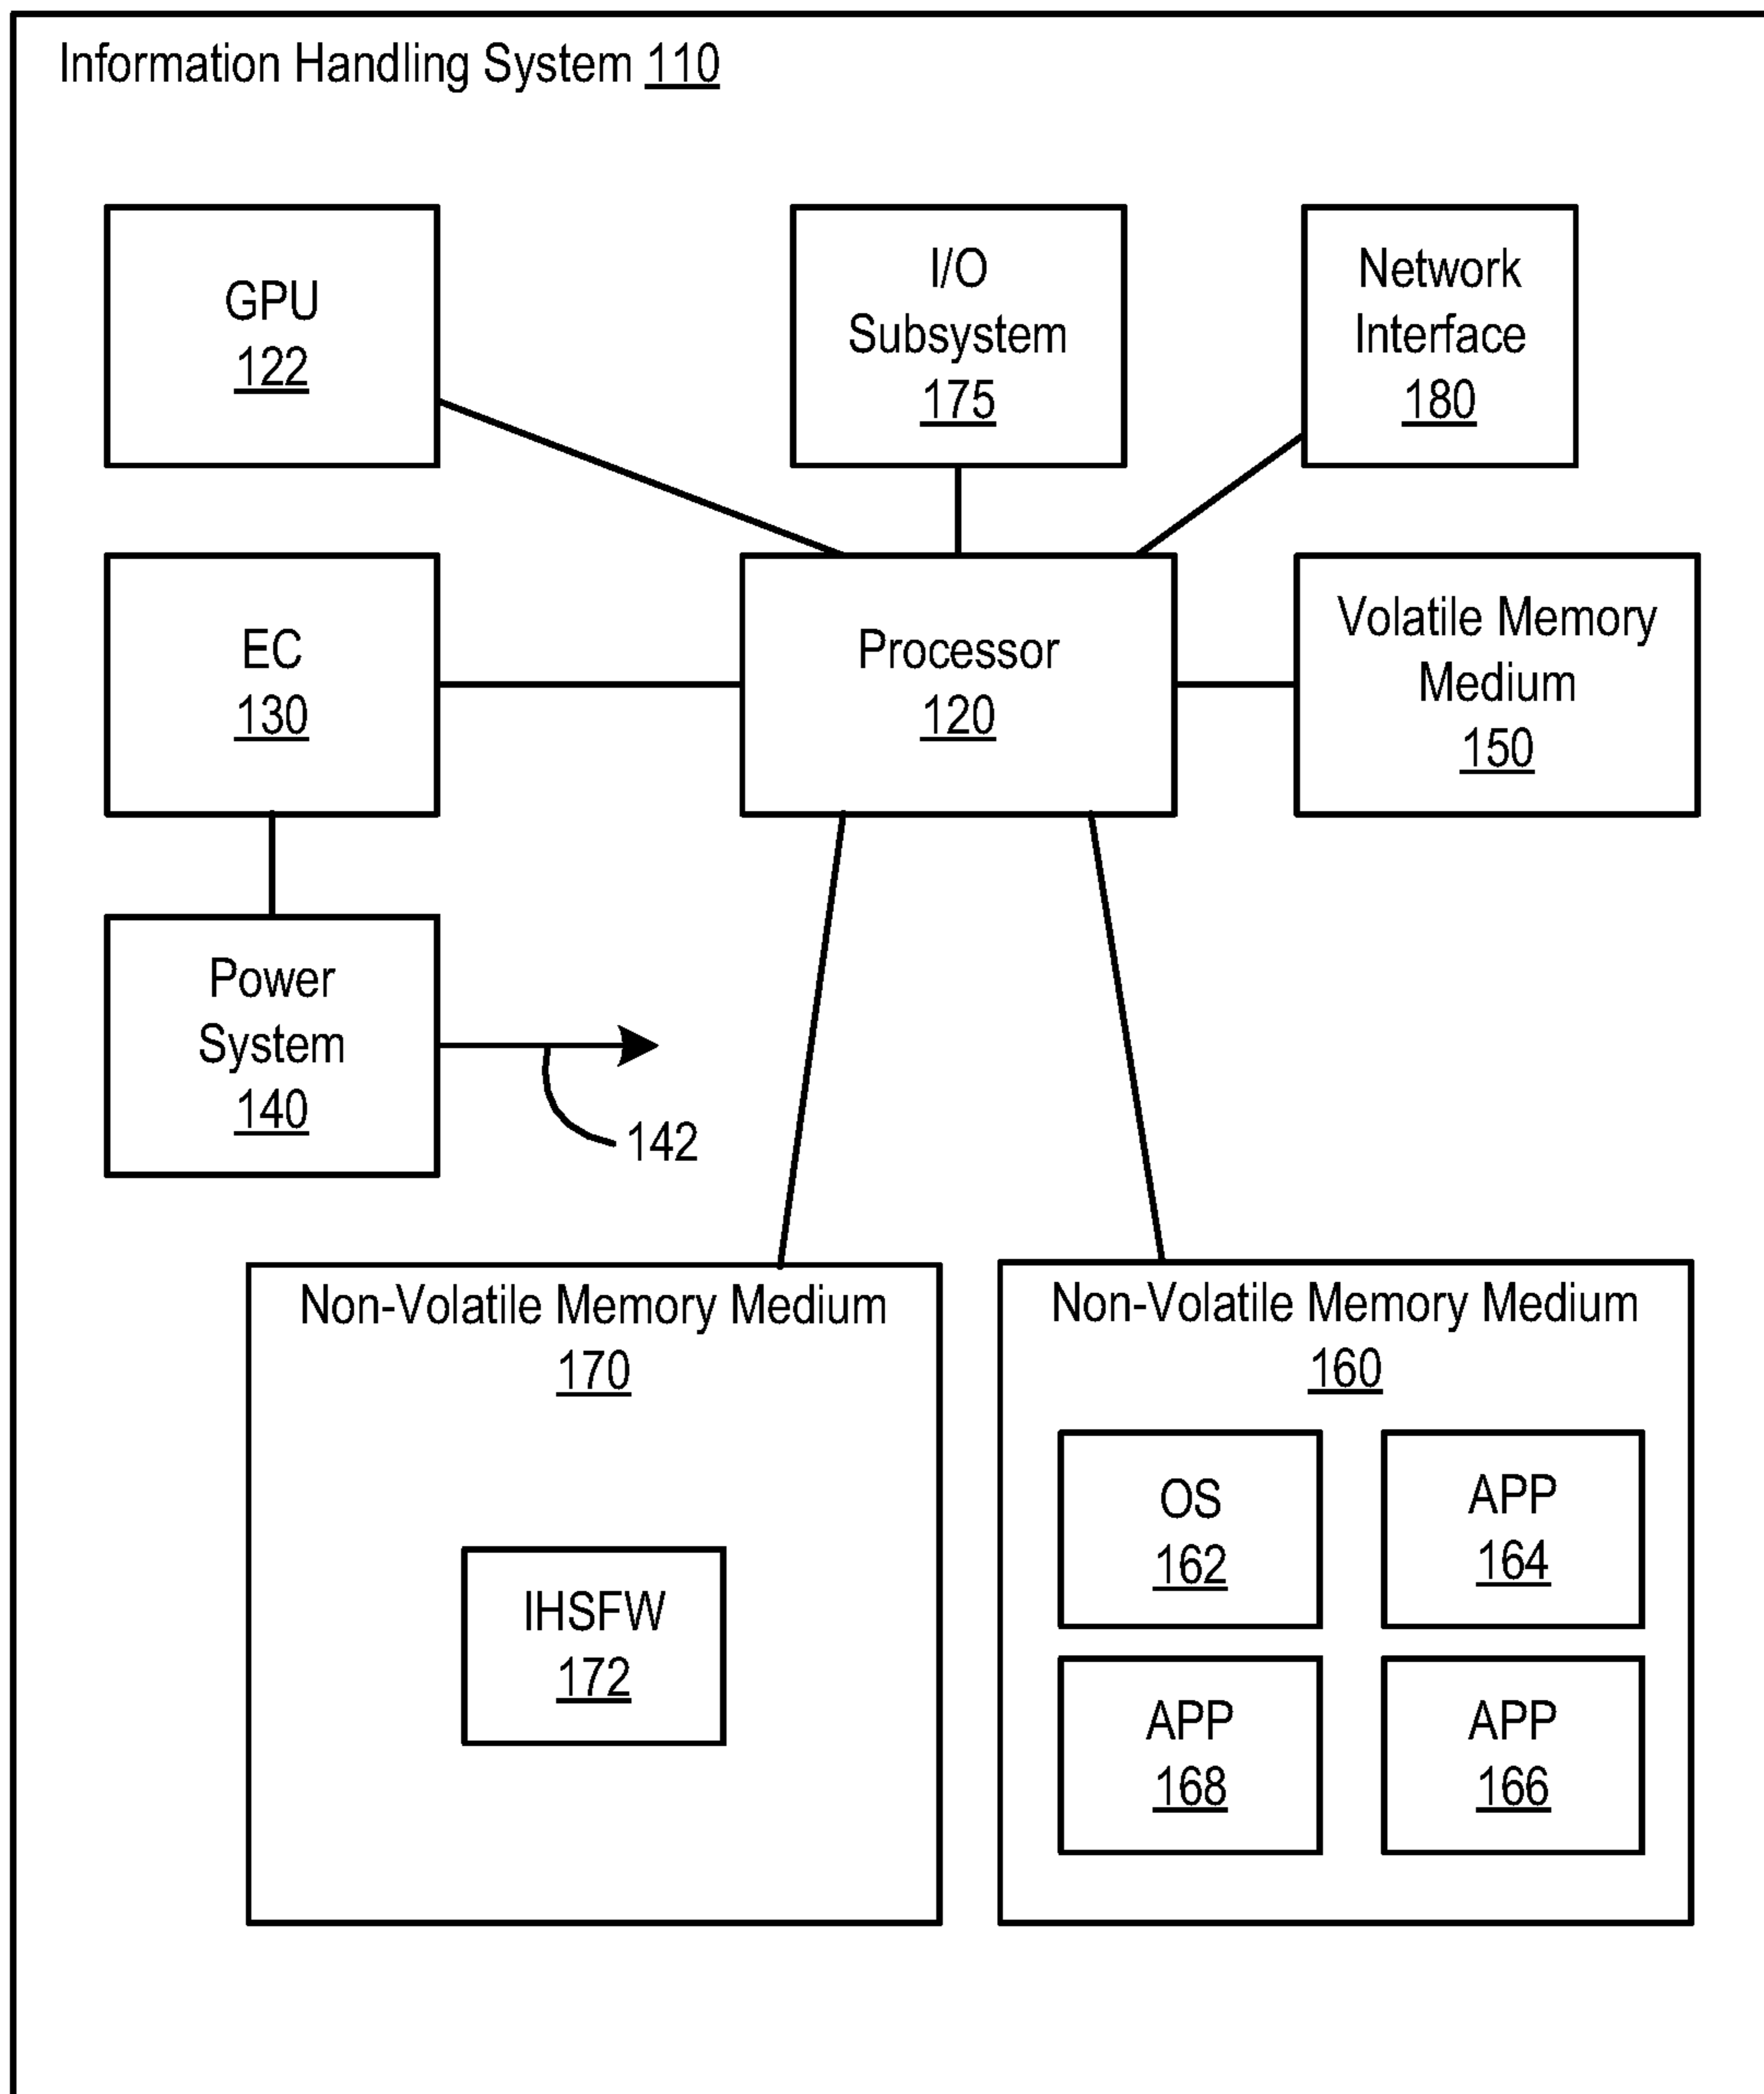 Information Handling System 110
GPU
122
I/O
Subsystem
175
Network
Interface
180
EC
130
Processor
120
Volatile Memory
Medium
150
Power
System
140
142
Non-Volatile Memory Medium
170
IHSFW
172
Non-Volatile Memory Medium
160
OS
162
APP
164
APP
168
APP
166